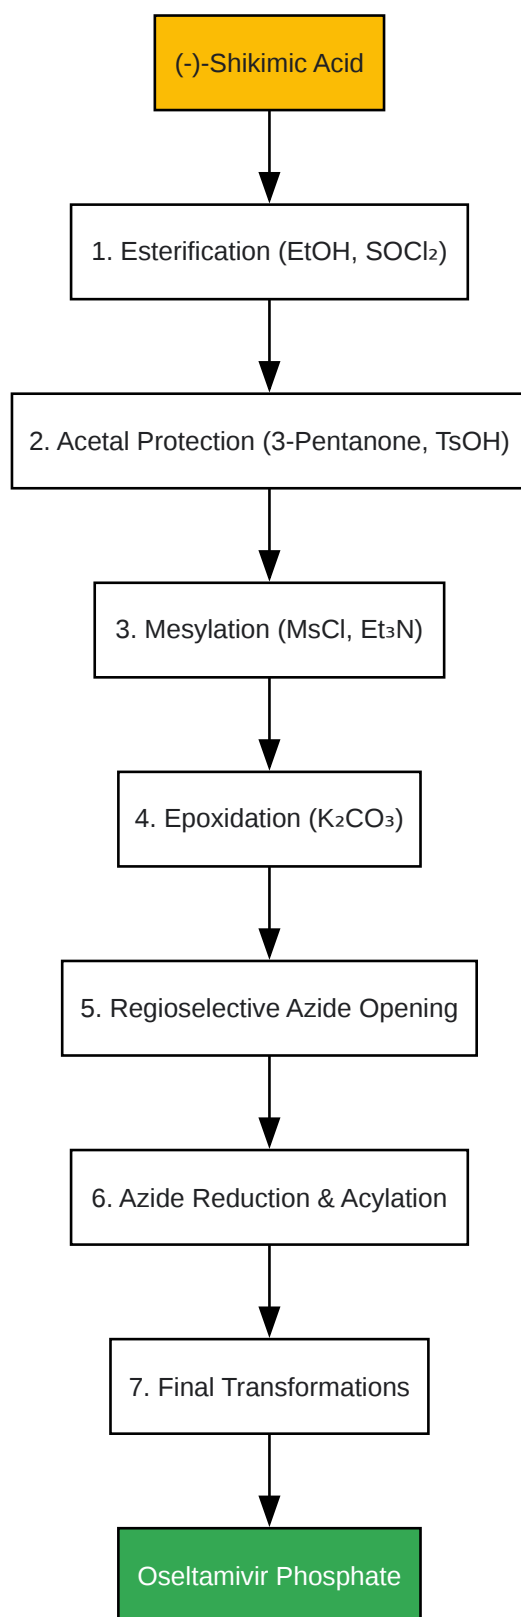 (-)-Shikimic Acid
1. Esterification (EtOH, SOCl₂)
2. Acetal Protection (3-Pentanone, TsOH)
3. Mesylation (MsCl, Et₃N)
4. Epoxidation (K₂CO₃)
5. Regioselective Azide Opening
6. Azide Reduction & Acylation
7. Final Transformations
Oseltamivir Phosphate